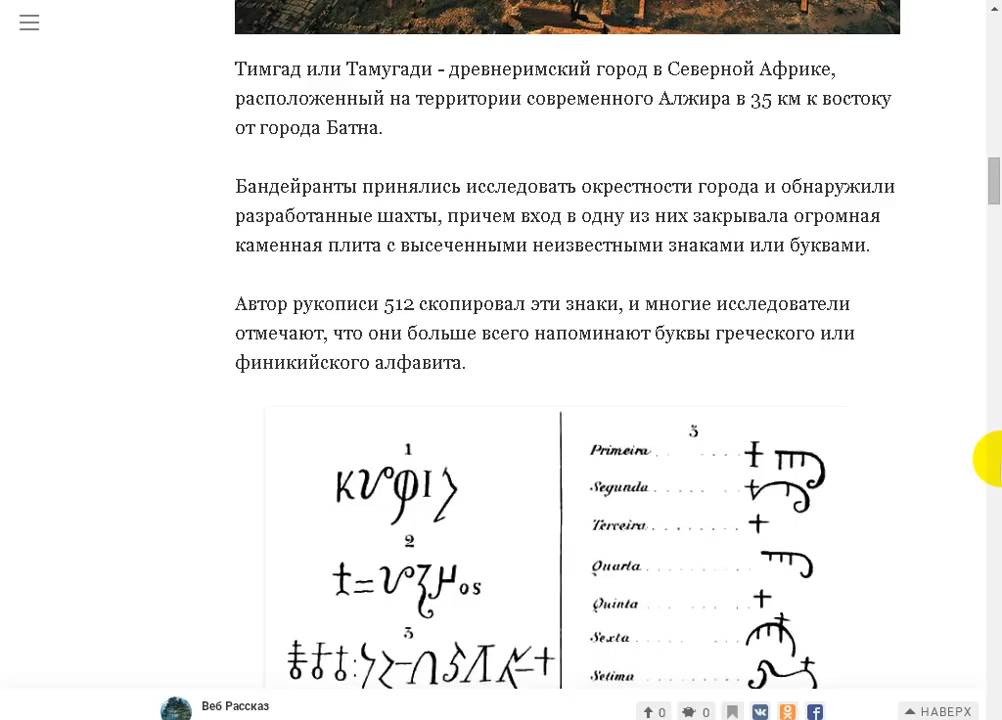 Тимгад или Тамугади - древнеримский город в Северной Африке,
расположенный на территории современного Алжира в 35 км к востоку
от города Батна.
Бандейранты принялись исследовать окрестности города и обнаружили
разработанные шахты, причем вход в одну из них закрывала огромная
каменная плита с высеченными неизвестными знаками или буквами.
Автор рукописи 512 скопировал эти знаки, и многие исследователи
отмечают, что они больше всего напоминают буквы греческого или
финикийского алфавита.
1
2
3
3
Primeira
Segunda
Terceira
Quarta
Quinta
Sexta
Setima
Веб Рассказ
0
0
НАВЕРХ